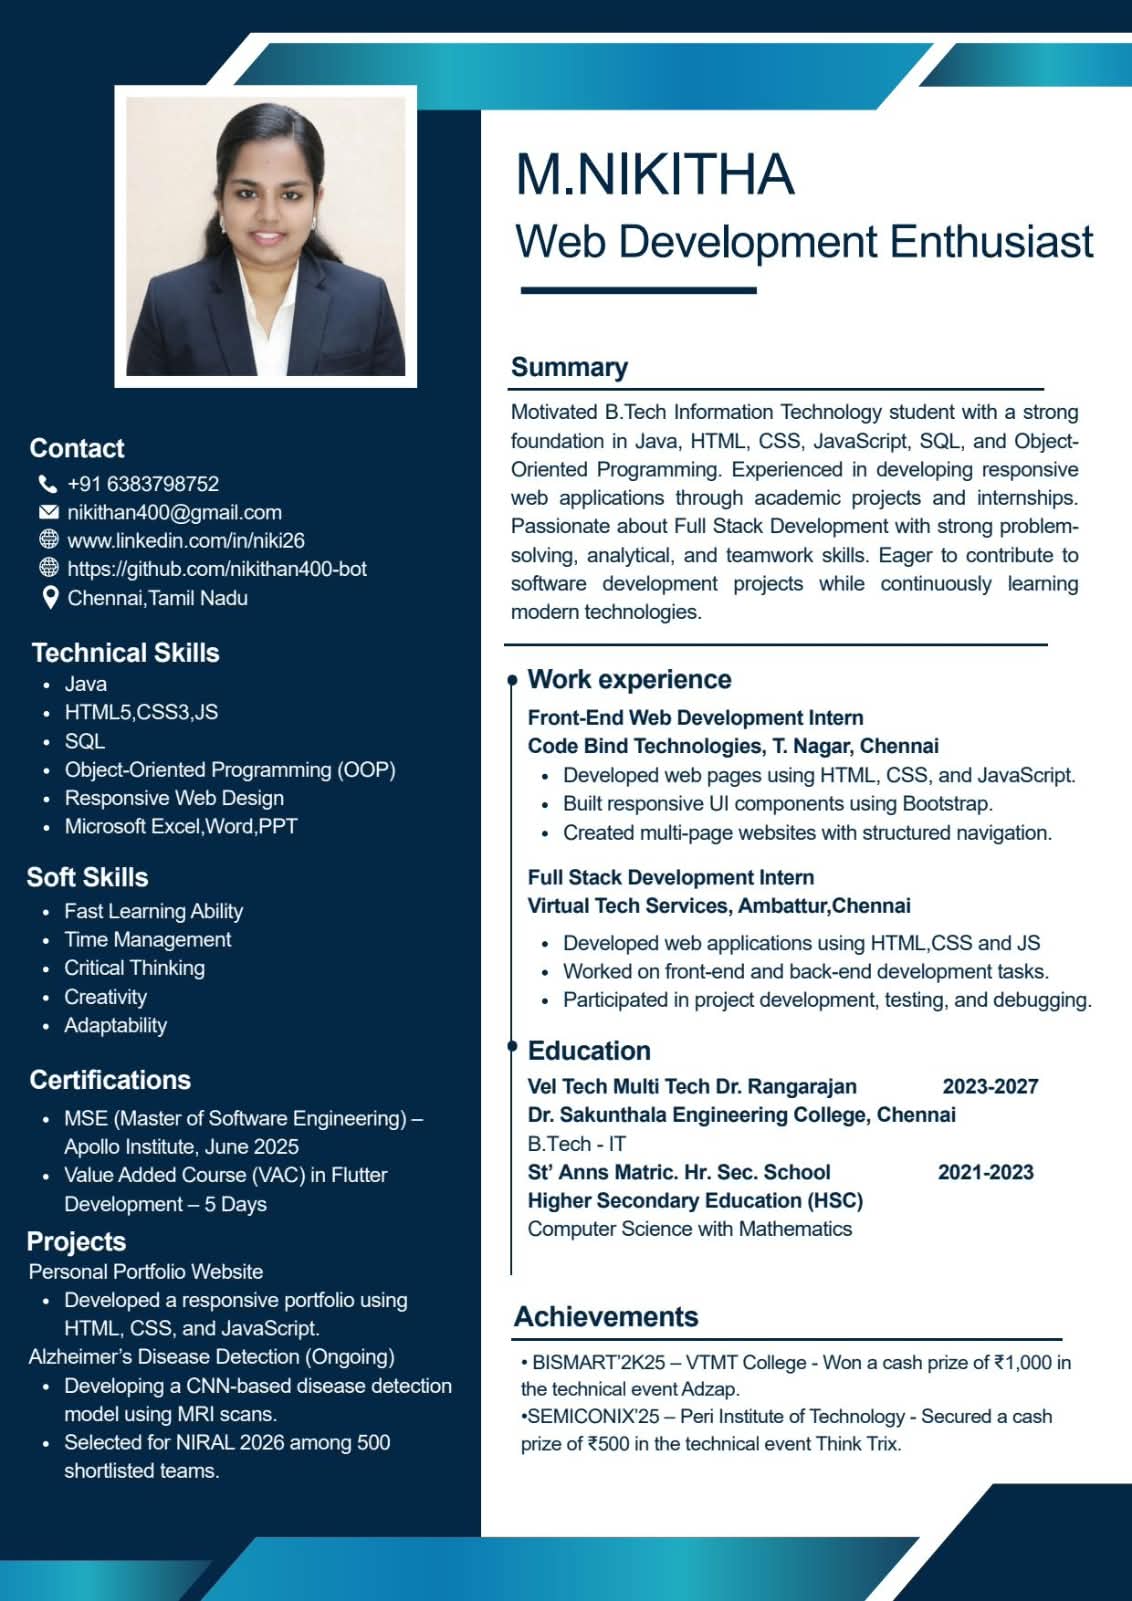 M.NIKITHA
Web Development Enthusiast
Contact
+91 6383798752
nikithan400@gmail.com
www.linkedin.com/in/niki26
https://github.com/nikithan400-bot
Chennai,Tamil Nadu
Technical Skills
• Java
• HTML5,CSS3,JS
• SQL
• Object-Oriented Programming (OOP)
• Responsive Web Design
• Microsoft Excel,Word,PPT
Soft Skills
• Fast Learning Ability
• Time Management
• Critical Thinking
• Creativity
• Adaptability
Certifications
• MSE (Master of Software Engineering) –
Apollo Institute, June 2025
• Value Added Course (VAC) in Flutter
Development – 5 Days
Projects
Personal Portfolio Website
• Developed a responsive portfolio using
HTML, CSS, and JavaScript.
Alzheimer’s Disease Detection (Ongoing)
• Developing a CNN-based disease detection
model using MRI scans.
• Selected for NIRAL 2026 among 500
shortlisted teams.
Summary
Motivated B.Tech Information Technology student with a strong
foundation in Java, HTML, CSS, JavaScript, SQL, and Object-
Oriented Programming. Experienced in developing responsive
web applications through academic projects and internships.
Passionate about Full Stack Development with strong problem-
solving, analytical, and teamwork skills. Eager to contribute to
software development projects while continuously learning
modern technologies.
Work experience
Front-End Web Development Intern
Code Bind Technologies, T. Nagar, Chennai
• Developed web pages using HTML, CSS, and JavaScript.
• Built responsive UI components using Bootstrap.
• Created multi-page websites with structured navigation.
Full Stack Development Intern
Virtual Tech Services, Ambattur,Chennai
• Developed web applications using HTML,CSS and JS
• Worked on front-end and back-end development tasks.
• Participated in project development, testing, and debugging.
Education
Vel Tech Multi Tech Dr. Rangarajan 2023-2027
Dr. Sakunthala Engineering College, Chennai
B.Tech - IT
St’ Anns Matric. Hr. Sec. School 2021-2023
Higher Secondary Education (HSC)
Computer Science with Mathematics
Achievements
• BISMART’2K25 – VTMT College - Won a cash prize of ₹1,000 in
the technical event Adzap.
•SEMICONIX’25 – Peri Institute of Technology - Secured a cash
prize of ₹500 in the technical event Think Trix.